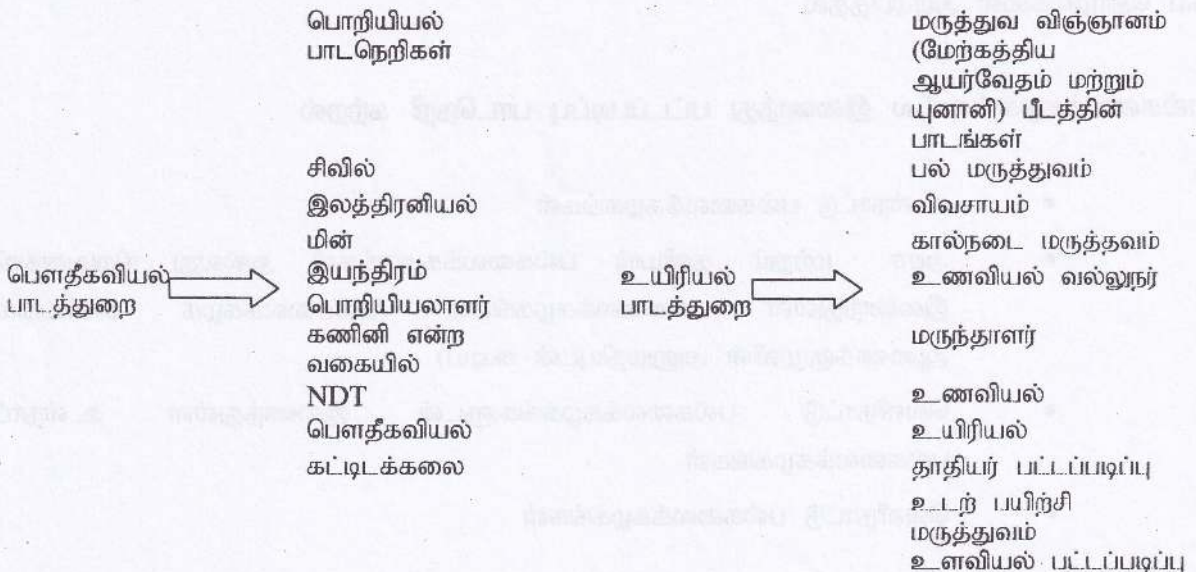 பொறியியல்
பாடநெறிகள்
சிவில்
இலத்திரனியல்
மின்
பௌதீகவியல்
பாடத்துறை
இயந்திரம்
பொறியியலாளர்
கணினி என்ற
வகையில்
NDT
பௌதீகவியல்
கட்டிடக்கலை
உயிரியல்
பாடத்துறை
மருத்துவ விஞ்ஞானம்
(மேற்கத்திய
ஆயர்வேதம் மற்றும்
யுனானி) பீடத்தின்
பாடங்கள்
பல் மருத்துவம்
விவசாயம்
கால்நடை மருத்தவம்
உணவியல் வல்லுநர்
மருந்தாளர்
உணவியல்
உயிரியல்
தாதியர் பட்டப்படிப்பு
உடற் பயிற்சி
மருத்துவம்
உளவியல் பட்டப்படிப்பு